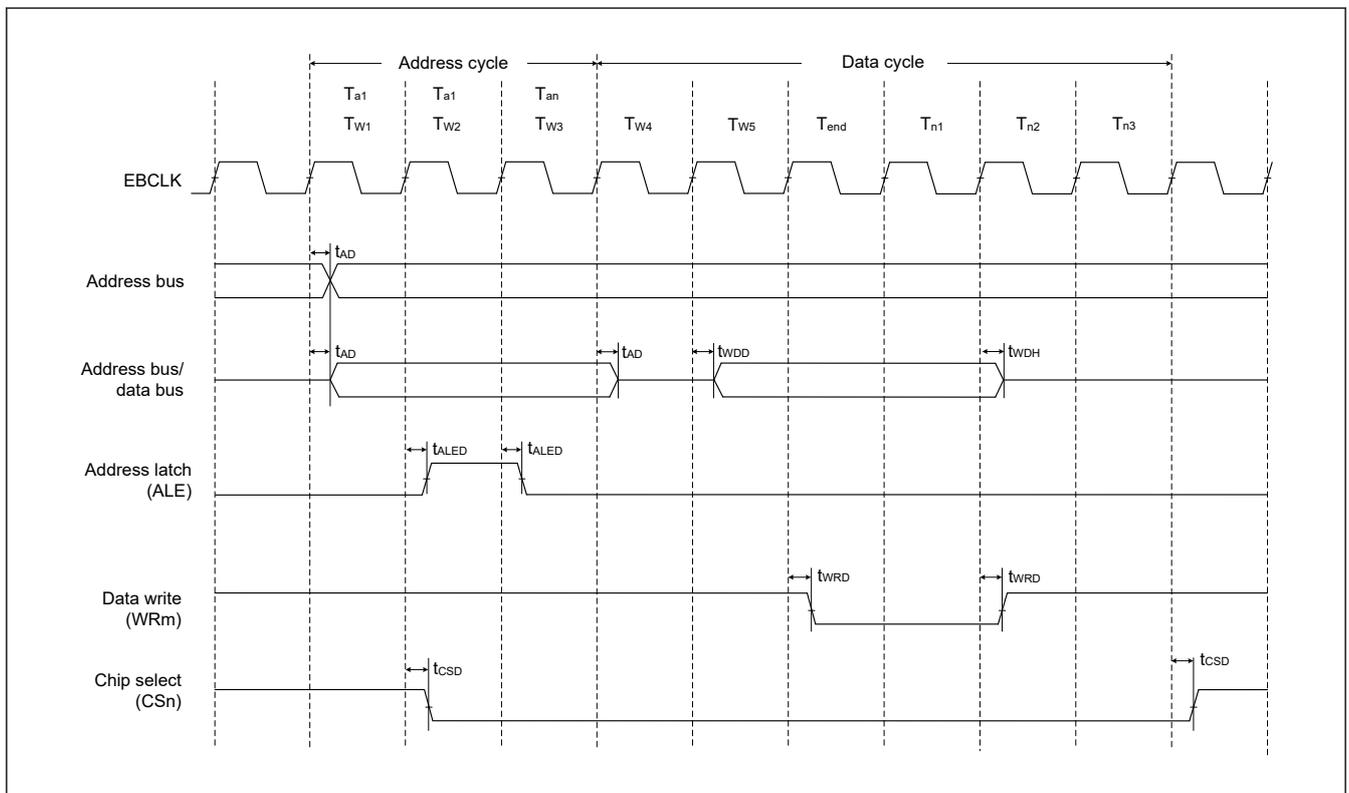 Address cycle Data cycle
Ta1 Ta1 Tan
TW1 TW2 TW3 TW4 TW5 Tend Tn1 Tn2 Tn3
EBCLK
tAD
Address bus
tAD tAD tWDD tWDH
Address bus/
data bus
tALED tALED
Address latch
(ALE)
tWRD tWRD
Data write
(WRm)
tCSD tCSD
Chip select
(CSn)